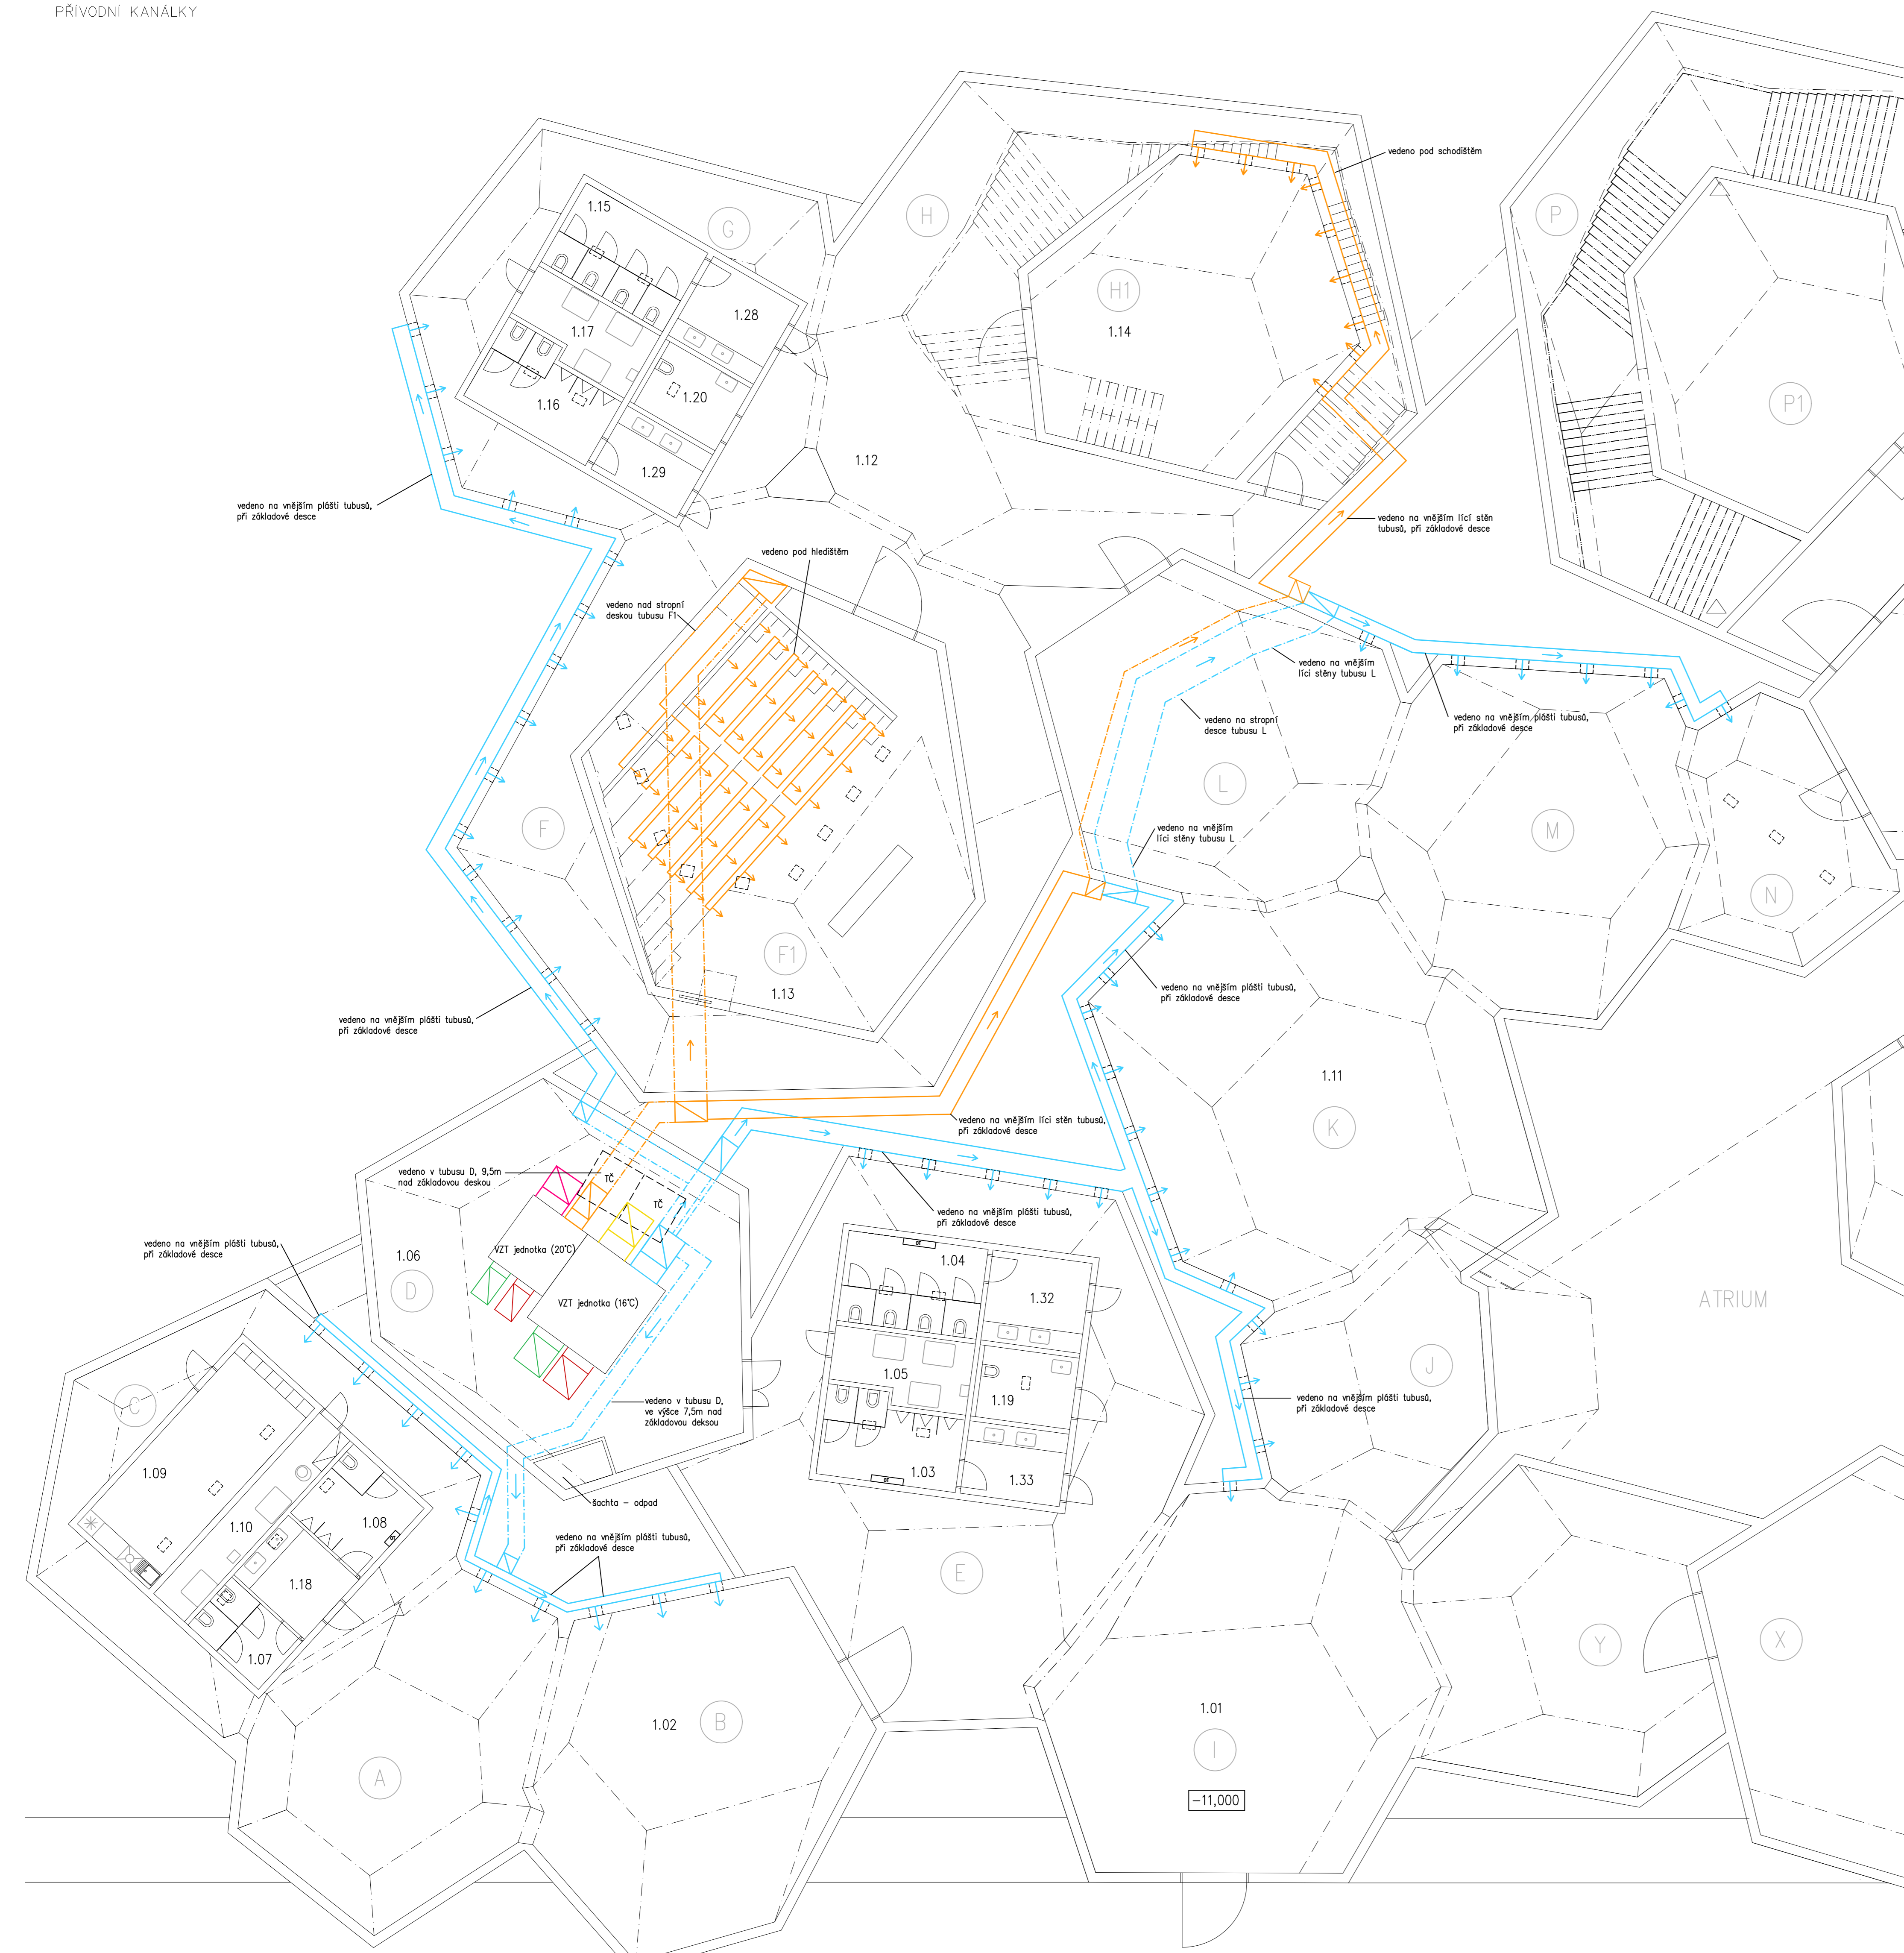 PŘÍVODNÍ KANÁLKY
vedeno pod schodištěm
1.15
G
H
P
H1
1.28
1.17
1.14
1.20
1.16
P1
1.29
1.12
vedeno na vnějším plášti tubusů,
při základové desce
vedeno na vnějším lící stěn
tubusů, při základové desce
vedeno pod hledištěm
vedeno nad stropní
deskou tubusu F1
vedeno na vnějším
líci stěny tubusu L
vedeno na stropní
desce tubusu L
vedeno na vnějším plášti tubusů,
při základové desce
L
F
M
vedeno na vnějším
líci stěny tubusu L
N
F1
1.13
vedeno na vnějším plášti tubusů,
při základové desce
vedeno na vnějším plášti tubusů,
při základové desce
1.11
K
vedeno na vnějším líci stěn tubusů,
při základové desce
vedeno v tubusu D, 9,5m
nad základovou deskou
TČ
TČ
vedeno na vnějším plášti tubusů,
při základové desce
vedeno na vnějším plášti tubusů,
při základové desce
1.06
D
VZT jednotka (20°C)
VZT jednotka (16°C)
1.04
1.32
ATRIUM
J
1.05
1.19
vedeno v tubusu D,
ve výšce 7,5m nad
základovou deksou
vedeno na vnějším plášti tubusů,
při základové desce
C
1.09
1.03
1.33
šachta – odpad
1.10
1.08
vedeno na vnějším plášti tubusů,
při základové desce
1.18
E
1.07
Y
X
1.02
B
1.01
I
A
-11,000